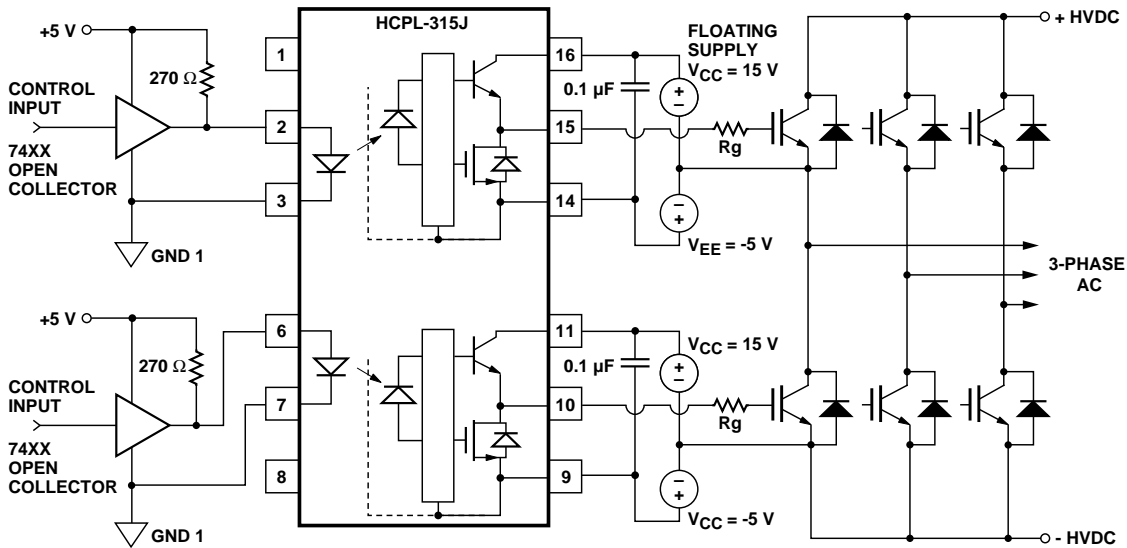 HCPL-315J
+5 V
270 Ω
CONTROL
INPUT
74XX
OPEN
COLLECTOR
GND 1
1
2
3
16
15
14
0.1 µF
FLOATING
SUPPLY
VCC = 15 V
+
−
Rg
−
+
VEE = -5 V
+ HVDC
3-PHASE
AC
+5 V
270 Ω
CONTROL
INPUT
74XX
OPEN
COLLECTOR
GND 1
6
7
8
11
10
9
0.1 µF
VCC = 15 V
+
−
Rg
−
+
VCC = -5 V
- HVDC